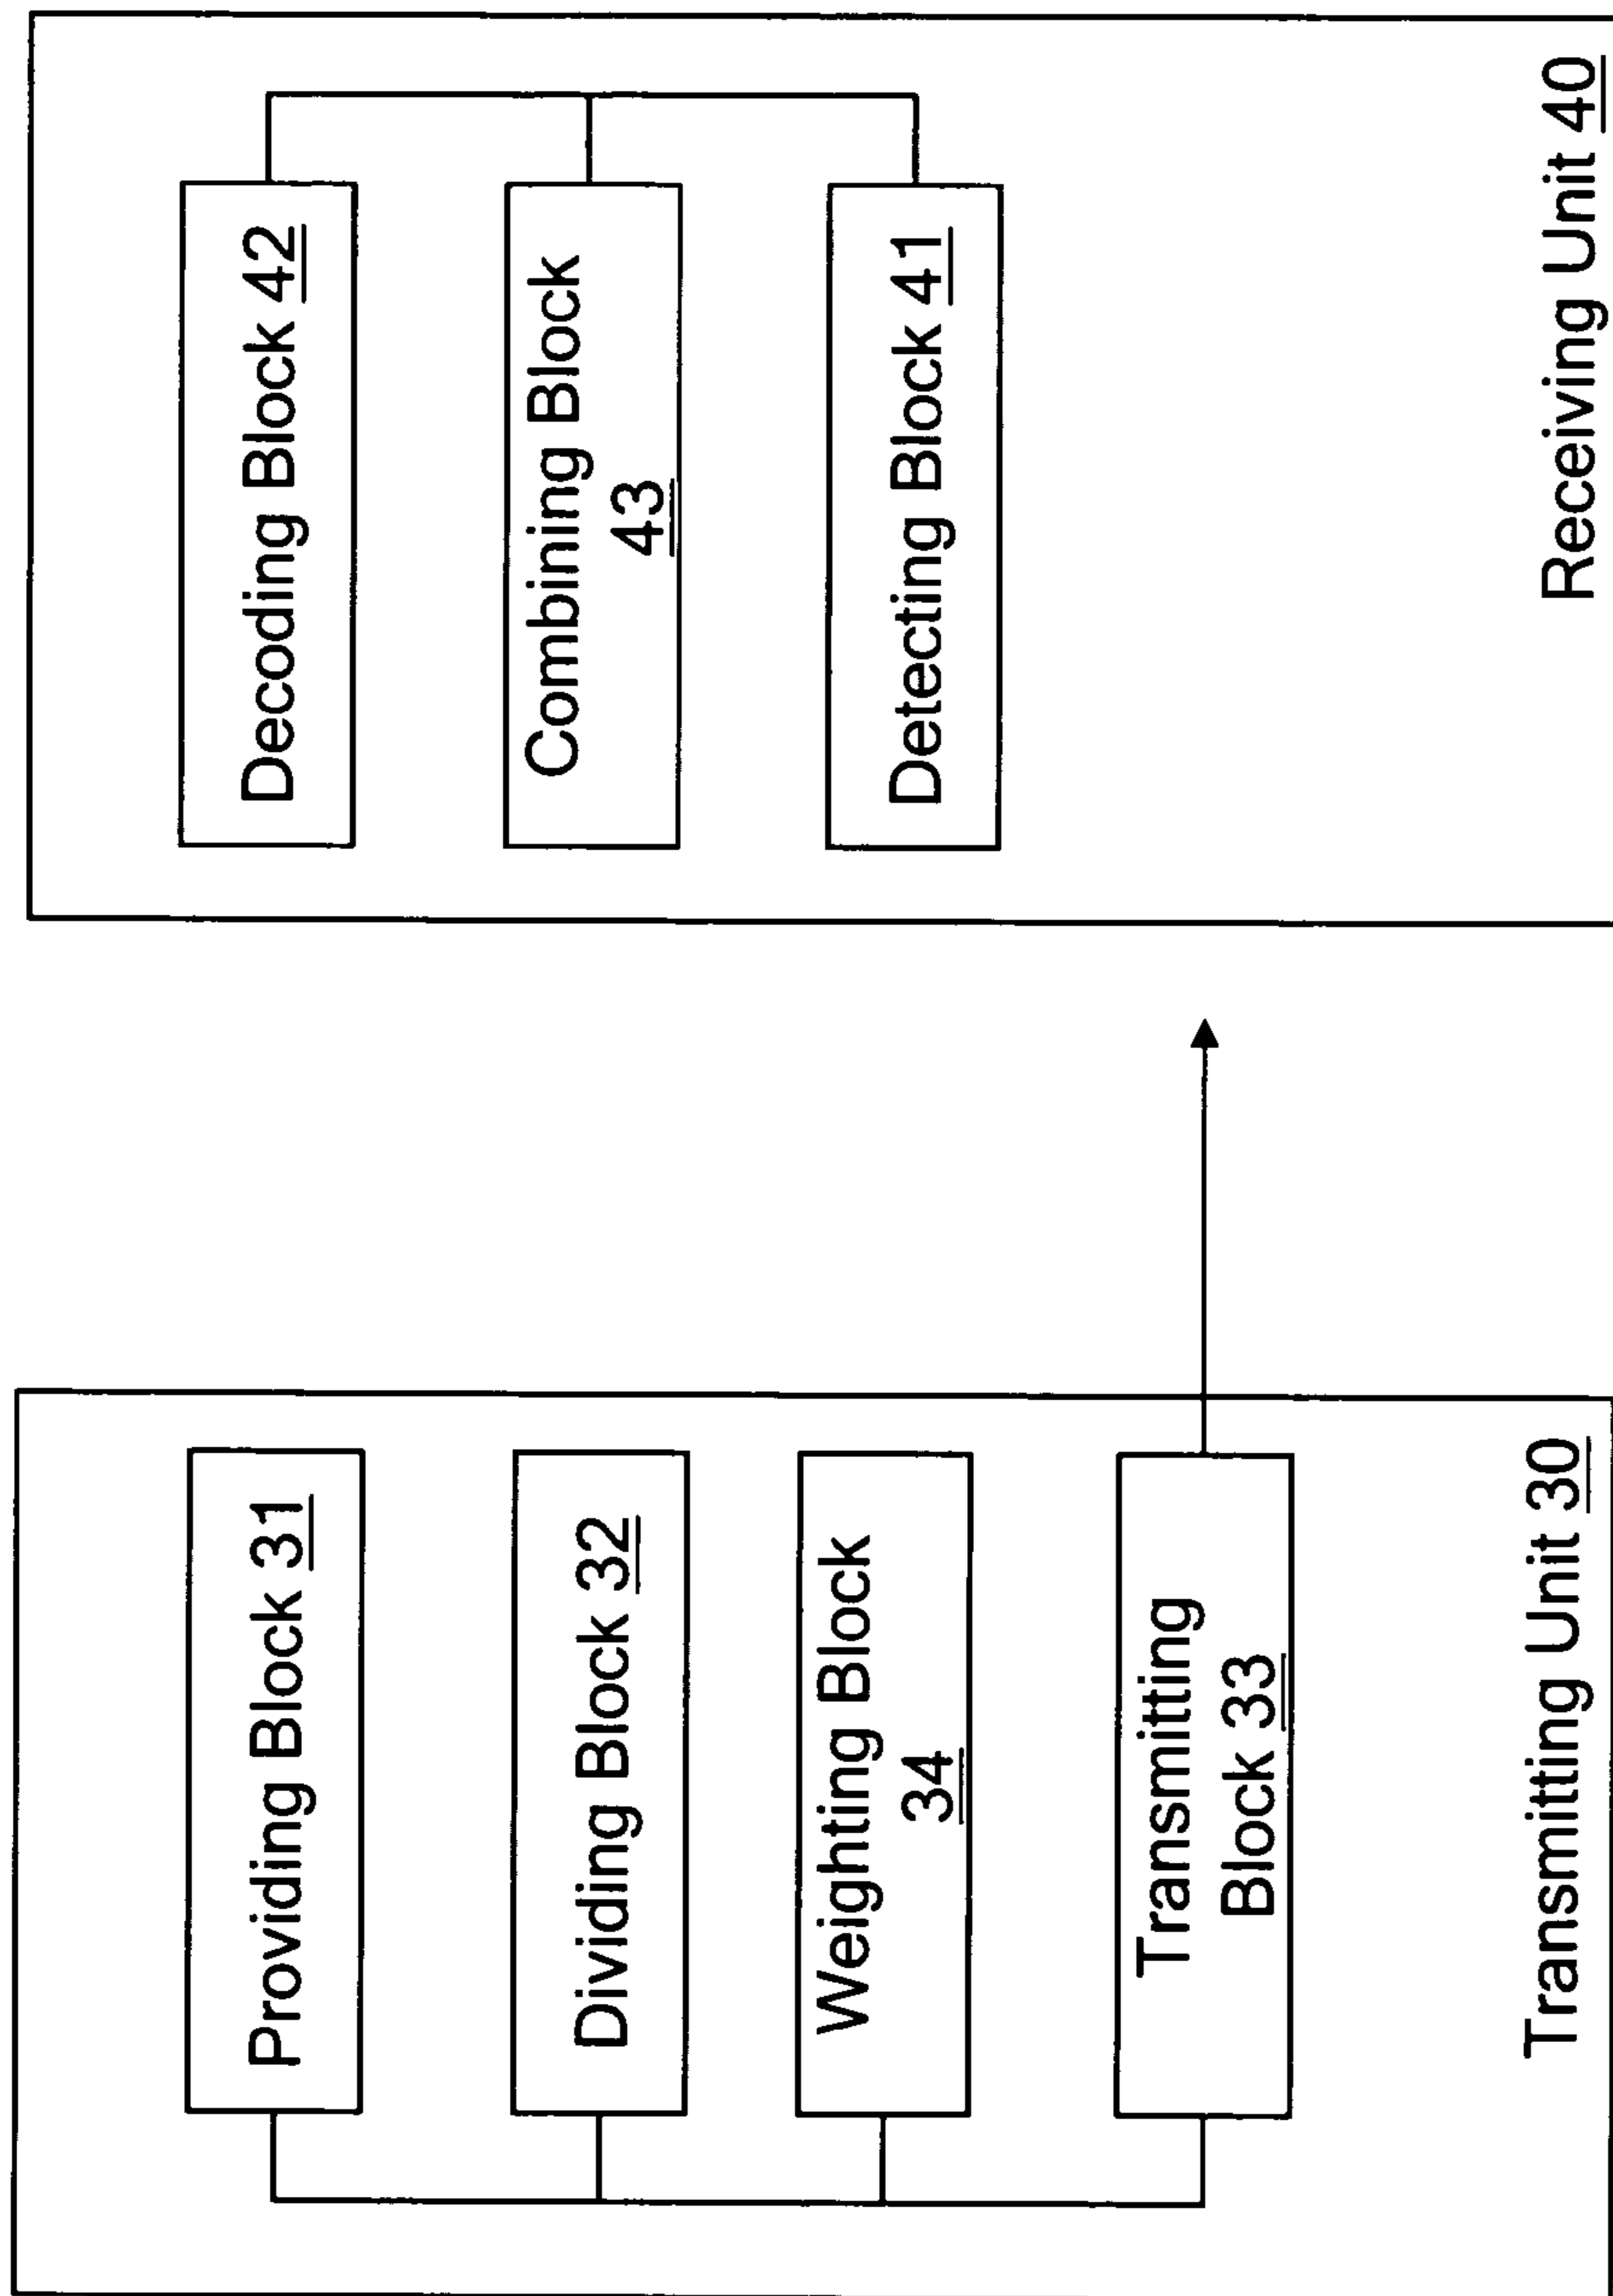 Providing Block 31
Dividing Block 32
Weighting Block
34
Transmitting
Block 33
Transmitting Unit 30
Decoding Block 42
Combining Block
43
Detecting Block 41
Receiving Unit 40